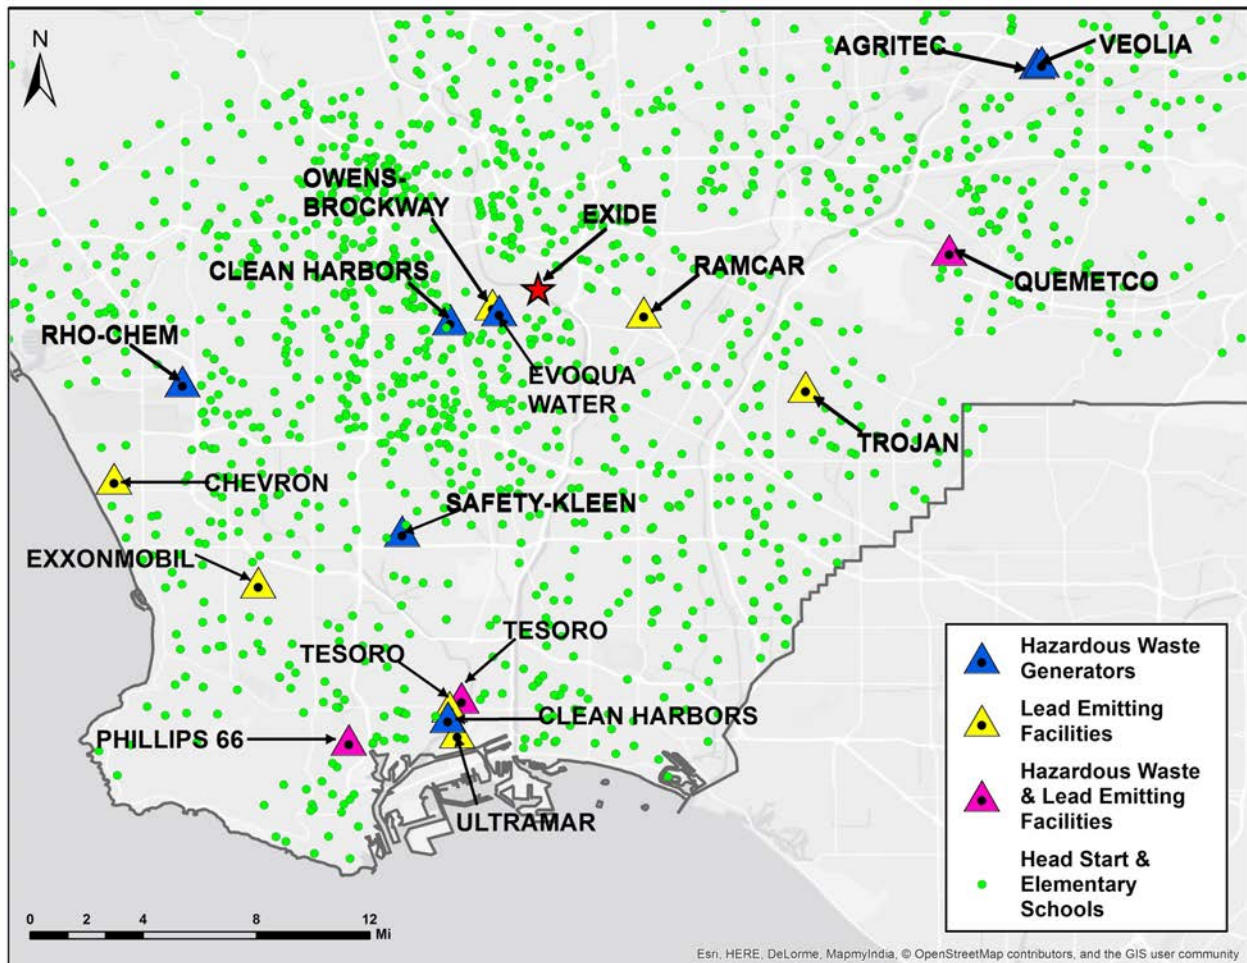 N
AGRITEC
VEOLIA
OWENS-
BROCKWAY
EXIDE
CLEAN HARBORS
RAMCAR
QUEMETCO
RHO-CHEM
EVOQUA
WATER
TROJAN
CHEVRON
SAFETY-KLEEN
EXXONMOBIL
TESORO
TESORO
CLEAN HARBORS
PHILLIPS 66
ULTRAMAR
Hazardous Waste
Generators
Lead Emitting
Facilities
Hazardous Waste
& Lead Emitting
Facilities
Head Start &
Elementary
Schools
0 2 4 8 12
Mi
Esri, HERE, DeLorme, MapmyIndia, © OpenStreetMap contributors, and the GIS user community